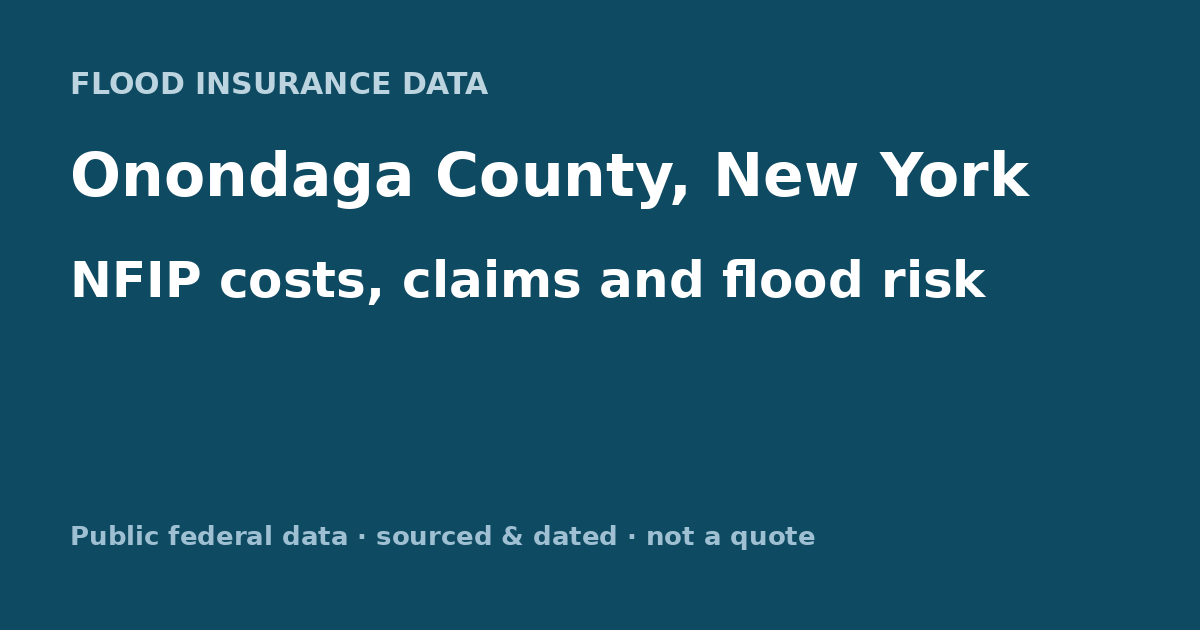 FLOOD INSURANCE DATA
Onondaga County, New York
NFIP costs, claims and flood risk
Public federal data · sourced & dated · not a quote